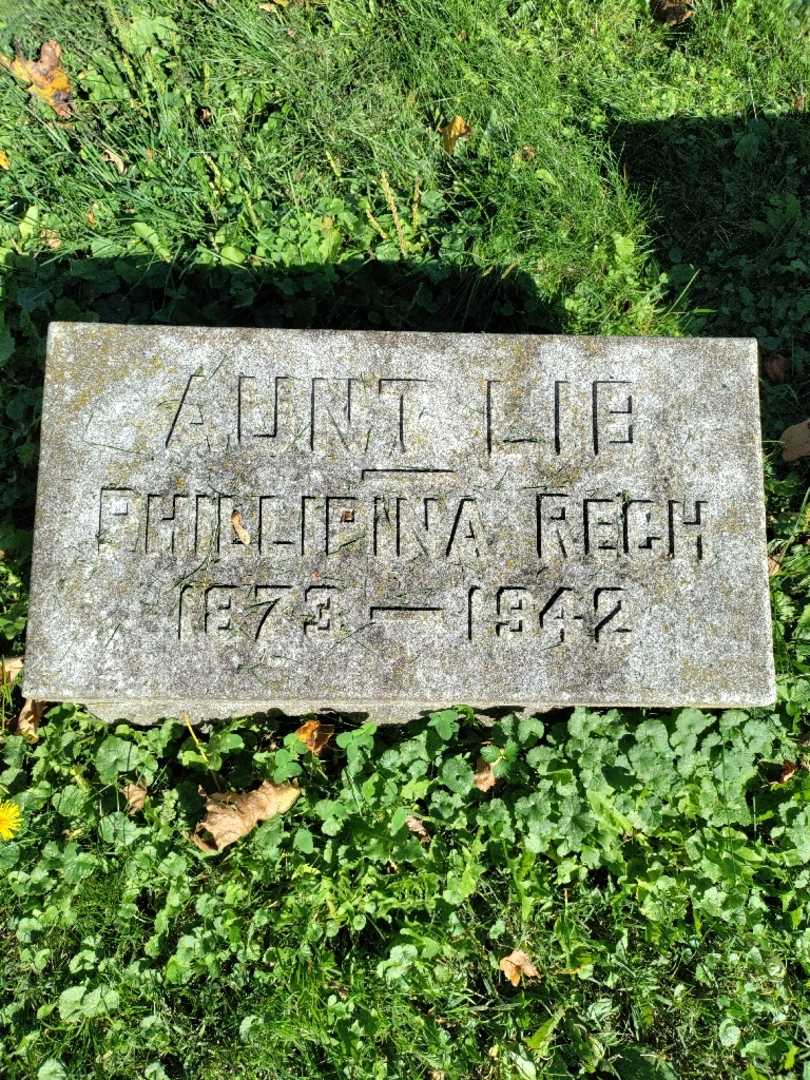 AUNT LIB
PHILLIPINA RECH
1873 — 1942